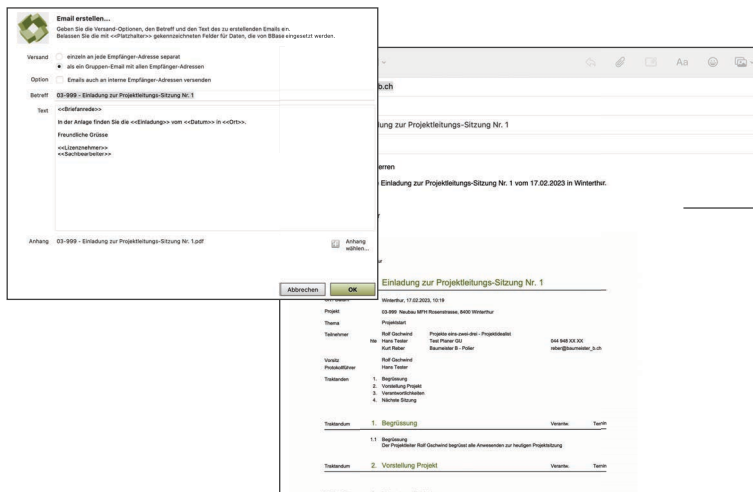 Email erstellen...
Geben Sie die Versand-Optionen, den Betreff und den Text des zu erstellenden Emails ein.
Belassen Sie die mit <<Platzhalter>> gekennzeichneten Felder für Daten, die von BBase eingesetzt werden.
Versand
einzeln an jede Empfänger-Adresse separat
als ein Gruppen-Email mit allen Empfänger-Adressen
Option
Emails auch an interne Empfänger-Adressen versenden
Betreff 03-999 - Einladung zur Projektleitungs-Sitzung Nr. 1
Text
<<Briefanrede>>
In der Anlage finden Sie die <<Einladung>> vom <<Datum>> in <<Ort>>.
Freundliche Grüsse
<<Lizenznehmer>>
<<Sachbearbeiter>>
Anhang 03-999 - Einladung zur Projektleitungs-Sitzung Nr. 1.pdf
Anhang
wählen...
Abbrechen OK
Aa
b.ch
ung zur Projektleitungs-Sitzung Nr. 1
erren
Einladung zur Projektleitungs-Sitzung Nr. 1 vom 17.02.2023 in Winterthur.
Einladung zur Projektleitungs-Sitzung Nr. 1
Winterthur, 17.02.2023, 10:19
Projekt 03-999 Neubau MFH Rosenstrasse, 8400 Winterthur
Thema Projektstart
Teilnehmer Rolf Gschwind Projekte eins-zwei-drei - Projektidealist
Nie Hans Tester Test Planer GU 044 948 XX XX
Kurt Reber Baumeister B - Polier reber@baumeister_b.ch
Vorsitz Rolf Gschwind
Protokollführer Hans Tester
Traktanden 1. Begrüssung
2. Vorstellung Projekt
3. Verantwortlichkeiten
4. Nächste Sitzung
Traktandum 1. Begrüssung Verantw. Termin
1.1 Begrüssung
Der Projektleiter Rolf Gschwind begrüsst alle Anwesenden zur heutigen Projektsitzung
Traktandum 2. Vorstellung Projekt Verantw. Termin